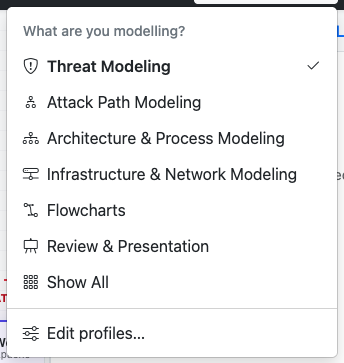 What are you modelling?
Threat Modeling
Attack Path Modeling
Architecture & Process Modeling
Infrastructure & Network Modeling
Flowcharts
Review & Presentation
Show All
Edit profiles...